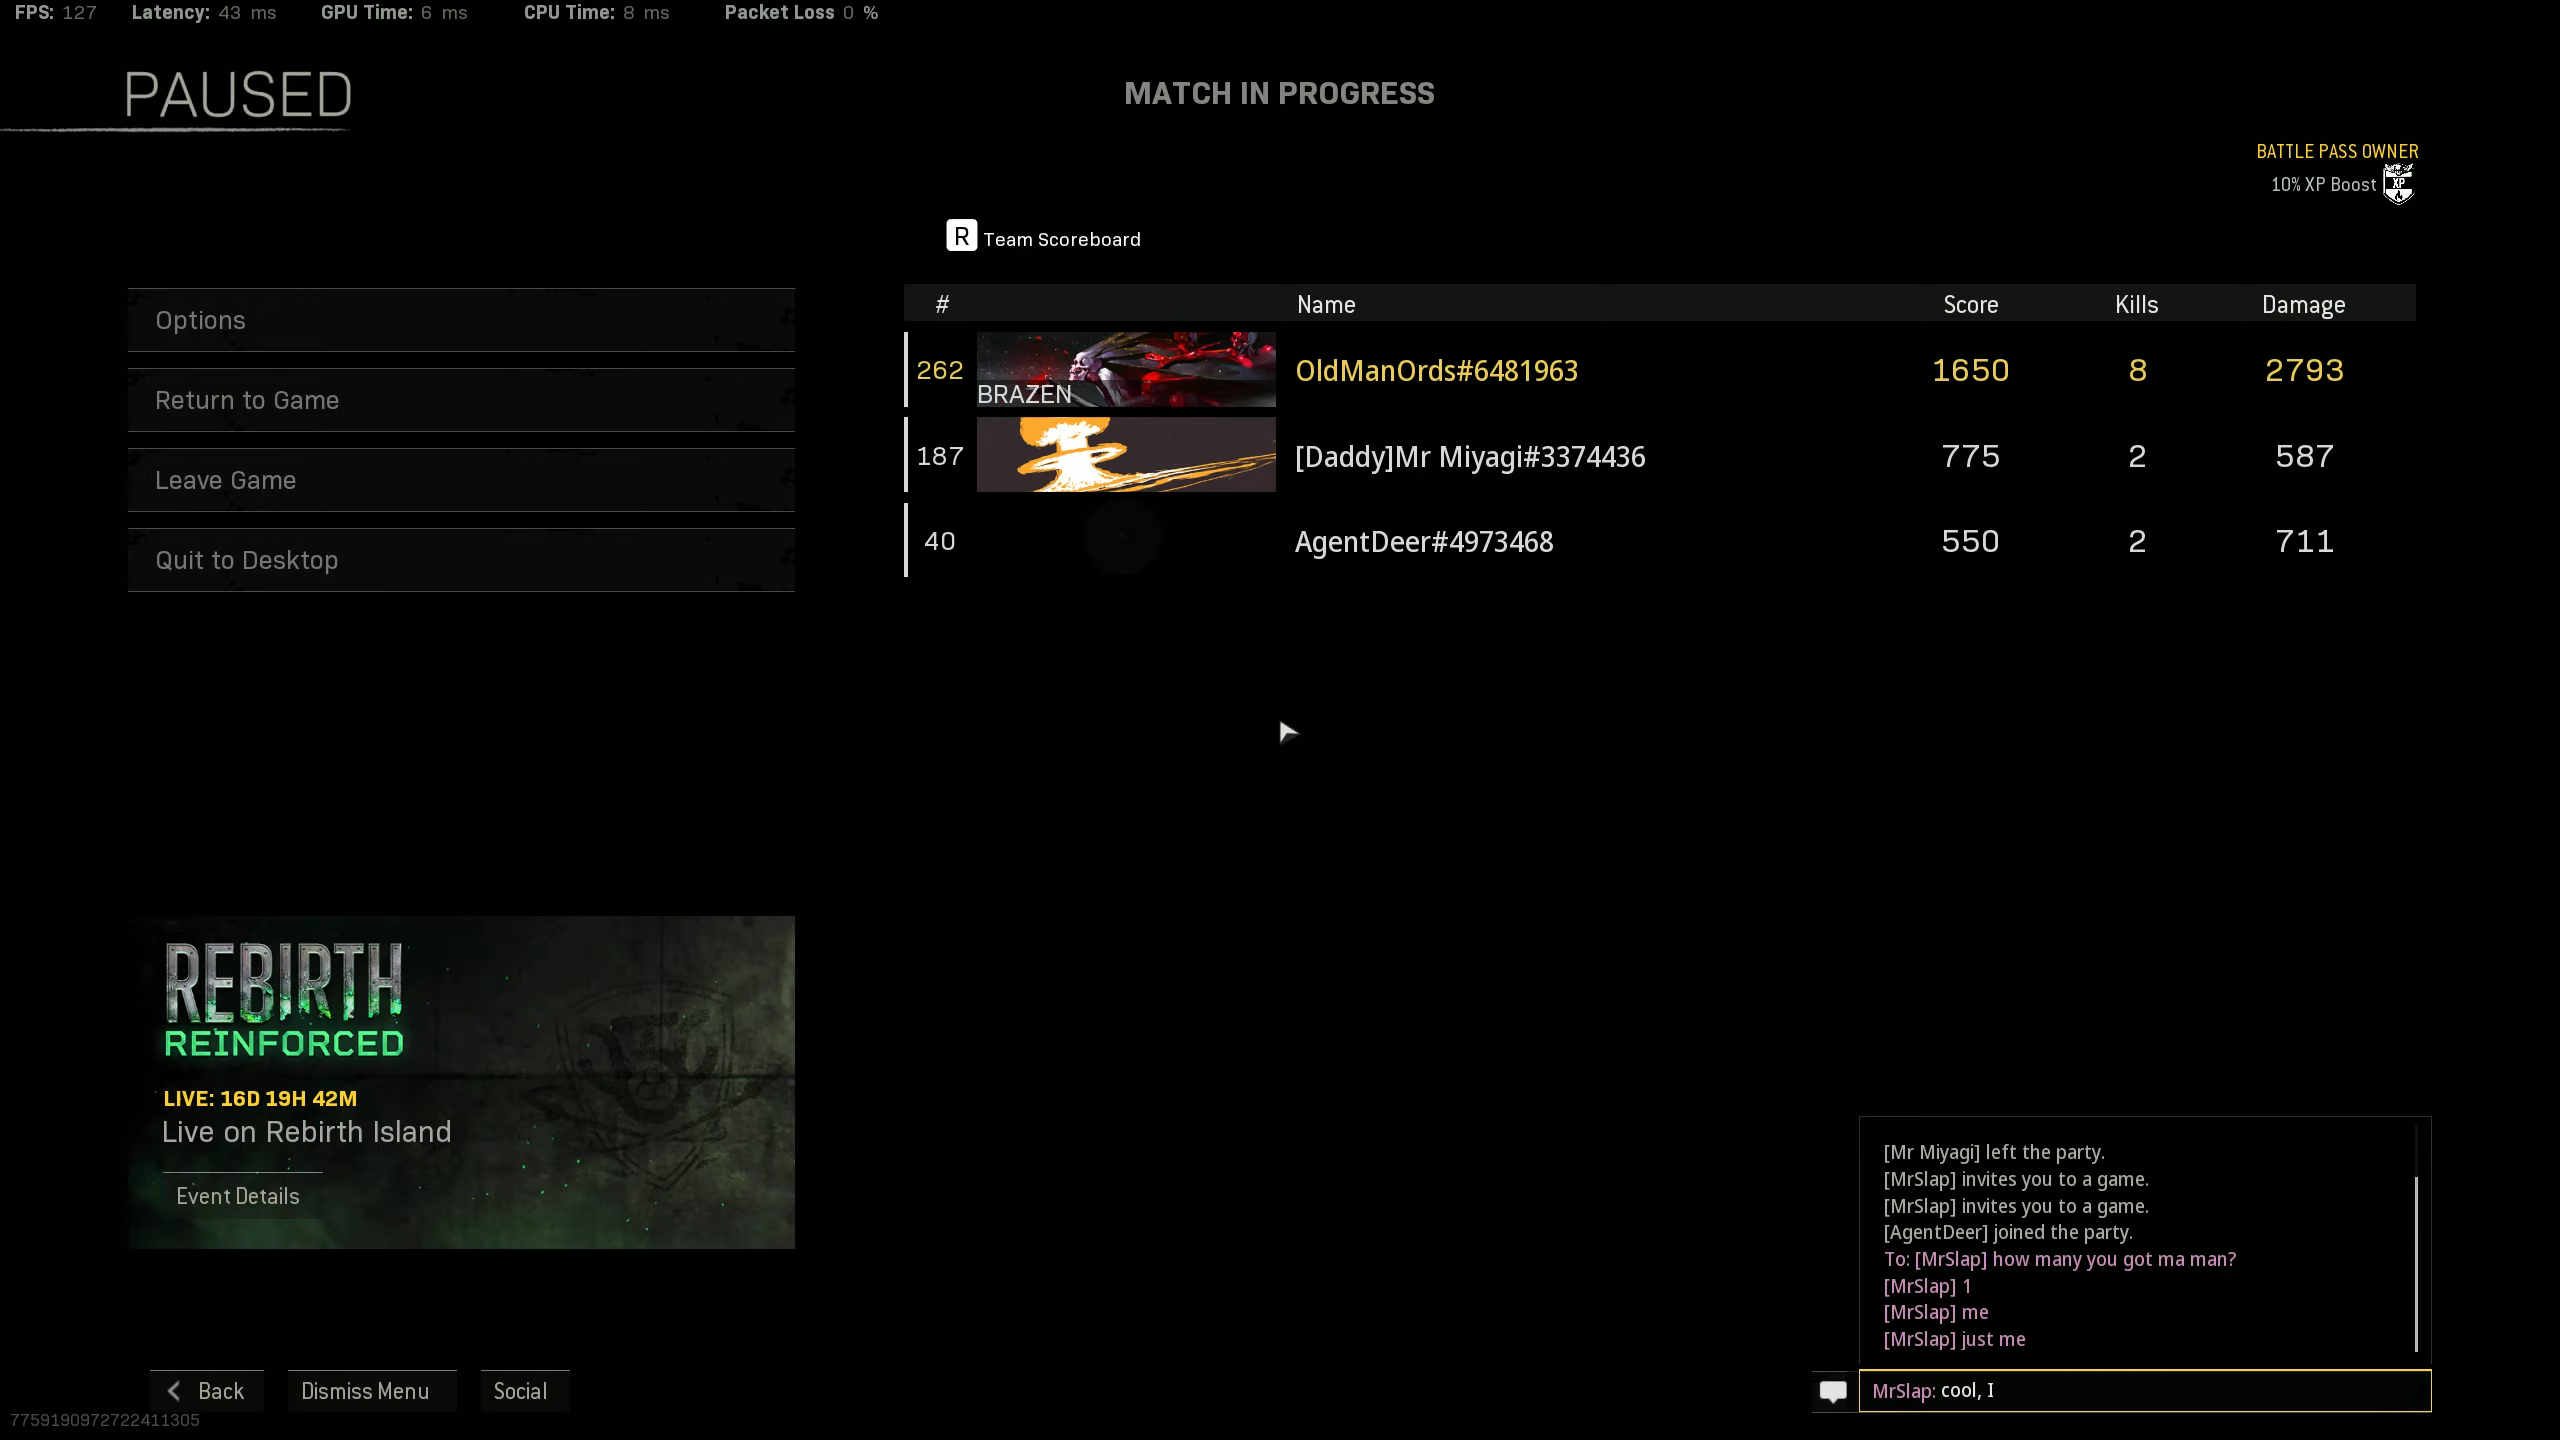 FPS: 127 Latency: 43 ms GPU Time: 6 ms CPU Time: 8 ms Packet Loss 0 %
PAUSED
MATCH IN PROGRESS
BATTLE PASS OWNER
10% XP Boost XP
R Team Scoreboard
# Name Score Kills Damage
262 BRAZEN OldManOrds#6481963 1650 8 2793
187 [Daddy]Mr Miyagi#3374436 775 2 587
40 AgentDeer#4973468 550 2 711
Options
Return to Game
Leave Game
Quit to Desktop
REBIRTH
REINFORCED
LIVE: 16D 19H 42M
Live on Rebirth Island
Event Details
[Mr Miyagi] left the party.
[MrSlap] invites you to a game.
[MrSlap] invites you to a game.
[AgentDeer] joined the party.
To: [MrSlap] how many you got ma man?
[MrSlap] 1
[MrSlap] me
[MrSlap] just me
MrSlap: cool, I
Back Dismiss Menu Social
7759190972722411305